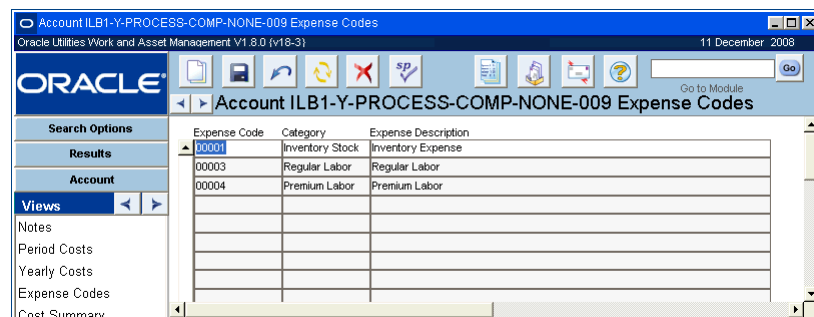 Account ILB1-Y-PROCESS-COMP-NONE-009 Expense Codes
Oracle Utilities Work and Asset Management V1.8.0 {v18-3} 11 December 2008
ORACLE
sp
?
Go
Go to Module
Account ILB1-Y-PROCESS-COMP-NONE-009 Expense Codes
Search Options
Results
Account
Views
Notes
Period Costs
Yearly Costs
Expense Codes
Cost Summary
Expense Code Category Expense Description
00001 Inventory Stock Inventory Expense
00003 Regular Labor Regular Labor
00004 Premium Labor Premium Labor